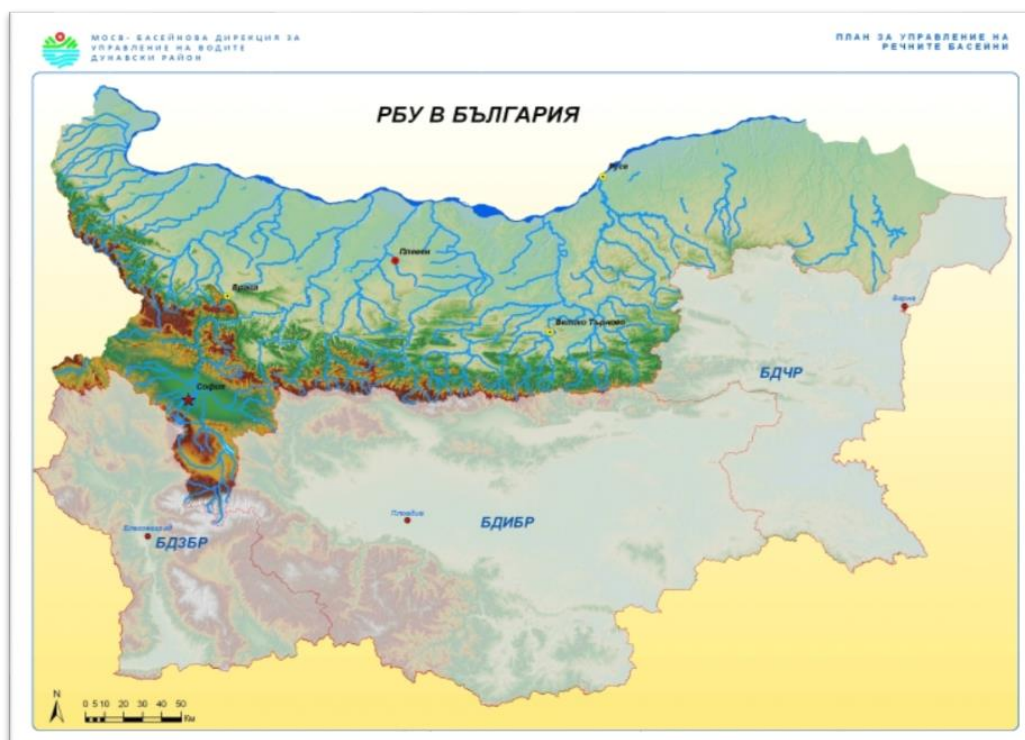 МОСВ- БАСЕЙНОВА ДИРЕКЦИЯ ЗА
УПРАВЛЕНИЕ НА ВОДИТЕ
ДУНАВСКИ РАЙОН
ПЛАН ЗА УПРАВЛЕНИЕ НА
РЕЧНИТЕ БАСЕЙНИ
РБУ В БЪЛГАРИЯ
Русе
Плевен
Враца
Варна
Велико Търново
БДЧР
София
Пловдив
БДИБР
Благоевград
БДЗБР
N
0 5 10 20 30 40 50
Км